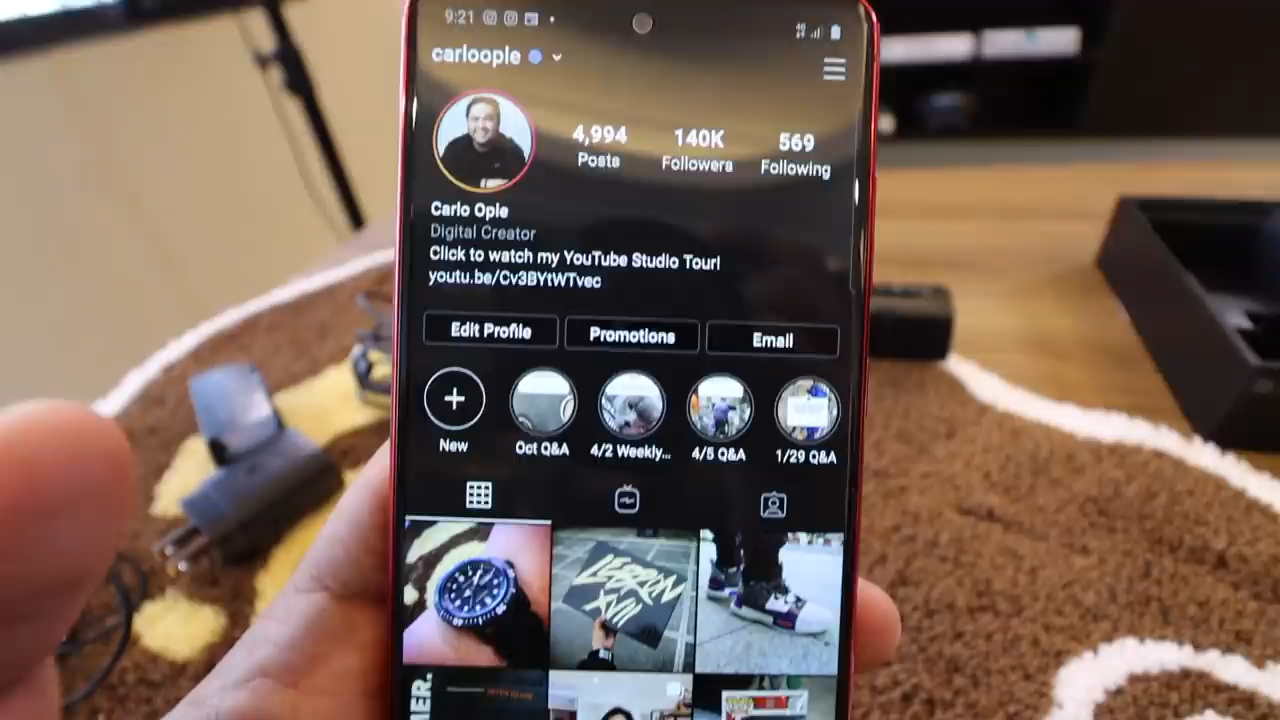 9:21
carloople
4,994
Posts
140K
Followers
569
Following
Carlo Ople
Digital Creator
Click to watch my YouTube Studio Tour!
youtu.be/Cv3BYtWTvec
Edit Profile
Promotions
Email
New
Oct Q&A
4/2 Weekly...
4/5 Q&A
1/29 Q&A
LEBRON
XVII